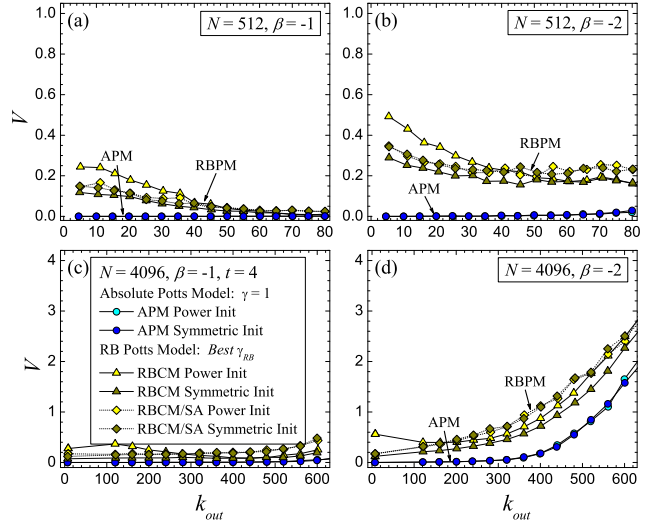 (a)
N = 512, β = -1
(b)
N = 512, β = -2
1.0
0.8
0.6
0.4
0.2
0.0
V
APM
RBPM
0 10 20 30 40 50 60 70 80
1.0
0.8
0.6
0.4
0.2
0.0
RBPM
APM
0 10 20 30 40 50 60 70 80
(c)
N = 4096, β = -1, t = 4
Absolute Potts Model: γ = 1
APM Power Init
APM Symmetric Init
RB Potts Model: Best γRB
RBCM Power Init
RBCM Symmetric Init
RBCM/SA Power Init
RBCM/SA Symmetric Init
4
3
2
1
0
V
0 100 200 300 400 500 600
kout
(d)
N = 4096, β = -2
4
3
2
1
0
RBPM
APM
0 100 200 300 400 500 600
kout